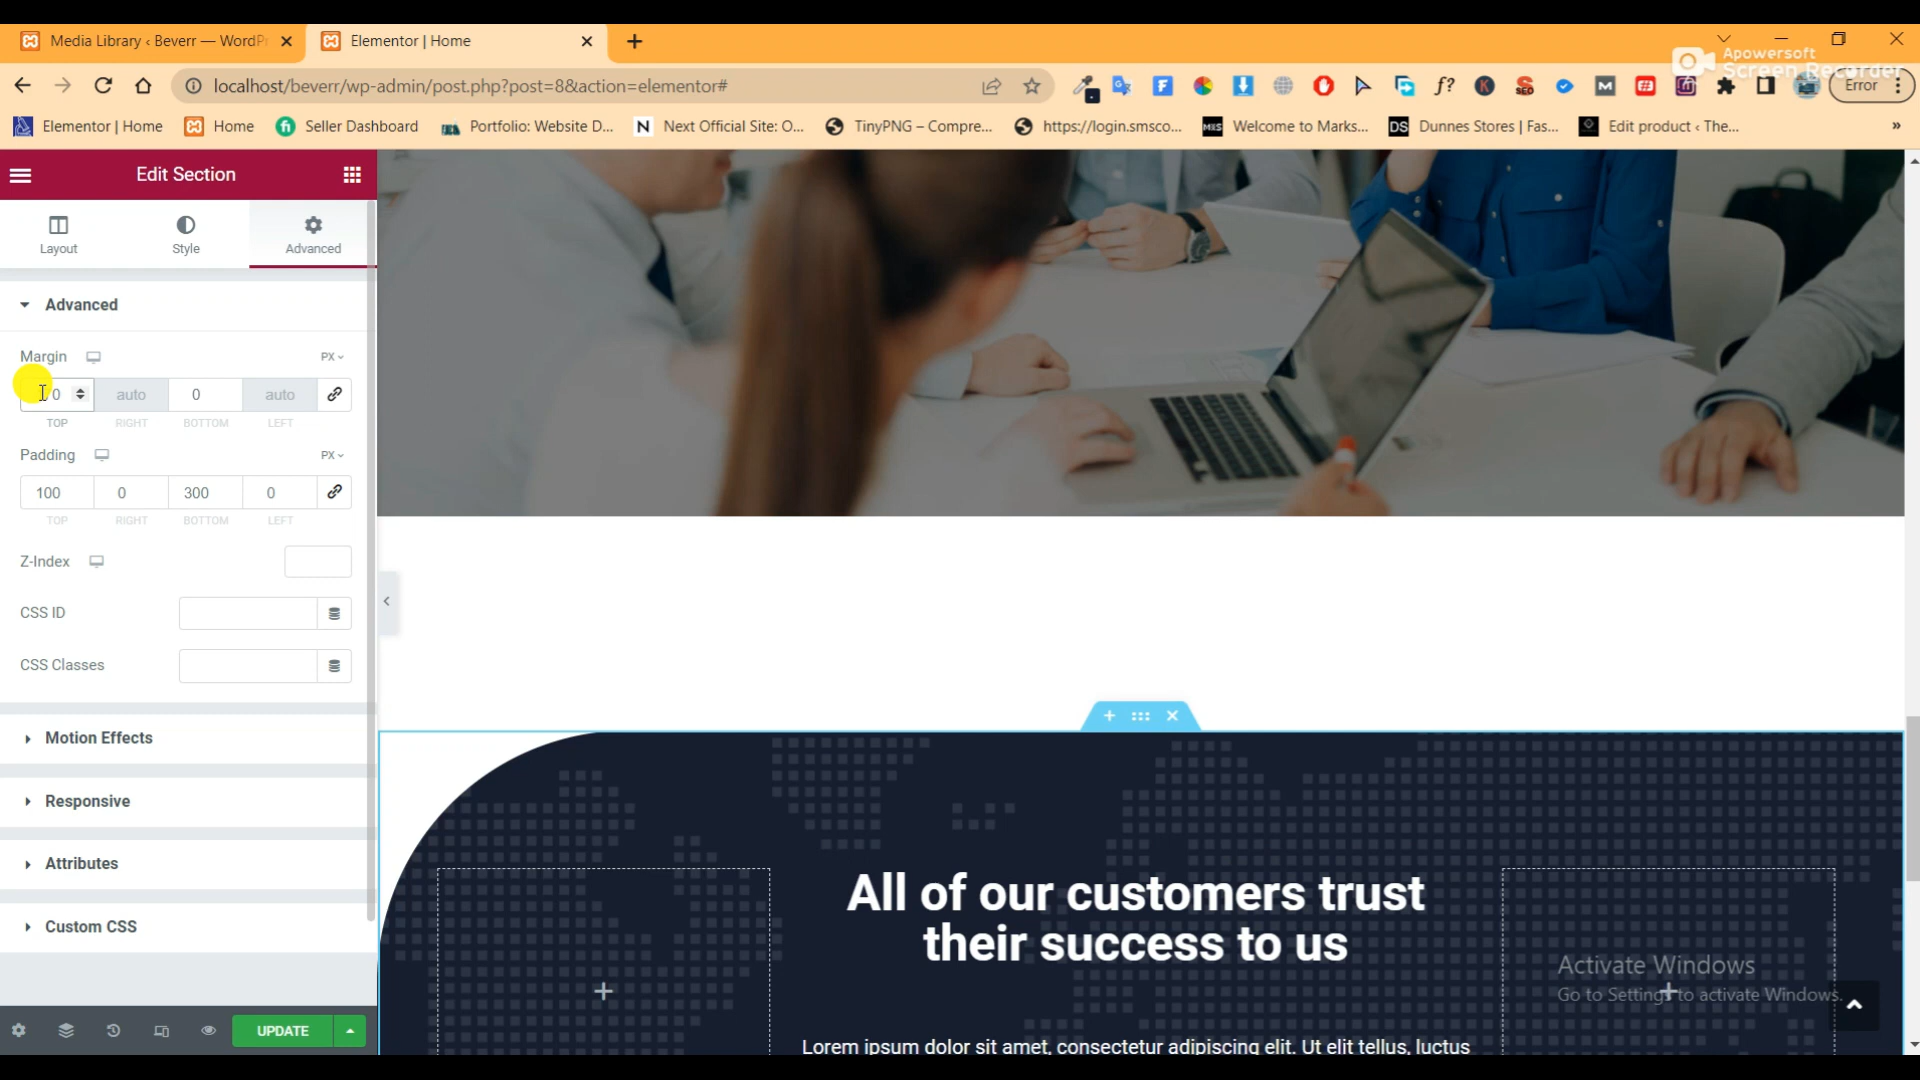 Media Library ‹ Beverr — WordPr
Elementor | Home
Apowersoft
Screen Recorder
localhost/beverr/wp-admin/post.php?post=8&action=elementor#
Error
Elementor | Home
Home
Seller Dashboard
Portfolio: Website D...
Next Official Site: O...
TinyPNG – Compre...
https://login.smsco...
Welcome to Marks...
Dunnes Stores | Fas...
Edit product ‹ The...
Edit Section
Layout
Style
Advanced
Advanced
Margin
PX
0 auto 0 auto
TOP RIGHT BOTTOM LEFT
Padding
PX
100 0 300 0
TOP RIGHT BOTTOM LEFT
Z-Index
CSS ID
CSS Classes
Motion Effects
Responsive
Attributes
Custom CSS
UPDATE
All of our customers trust
their success to us
Lorem ipsum dolor sit amet, consectetur adipiscing elit. Ut elit tellus, luctus
Activate Windows
Go to Settings to activate Windows.